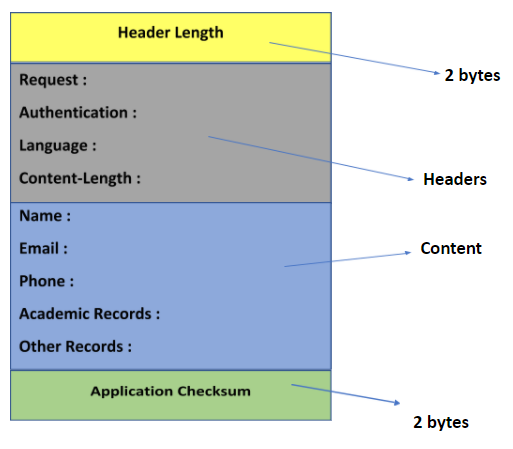 Header Length
2 bytes
Request :
Authentication :
Language :
Content-Length :
Headers
Name :
Email :
Content
Phone :
Academic Records :
Other Records :
Application Checksum
2 bytes